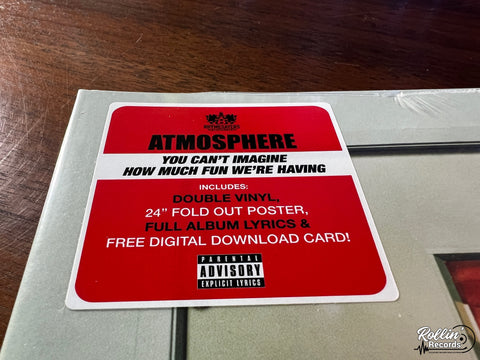 RHYMESAYERS
ATMOSPHERE
YOU CAN'T IMAGINE
HOW MUCH FUN WE'RE HAVING
INCLUDES:
DOUBLE VINYL,
24" FOLD OUT POSTER,
FULL ALBUM LYRICS &
FREE DIGITAL DOWNLOAD CARD!
PARENTAL
ADVISORY
EXPLICIT LYRICS
Rollin'
Records